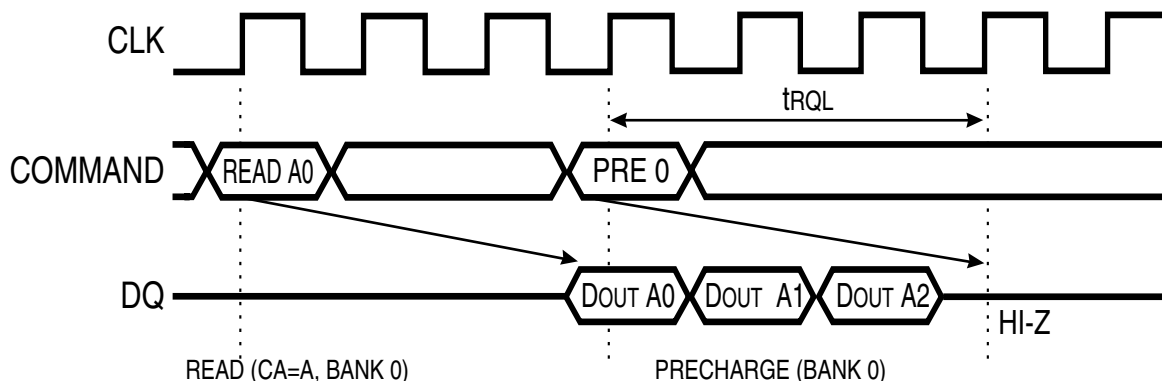 CLK
tRQL
COMMAND READ A0 PRE 0
DQ DOUT A0 DOUT A1 DOUT A2
HI-Z
READ (CA=A, BANK 0) PRECHARGE (BANK 0)